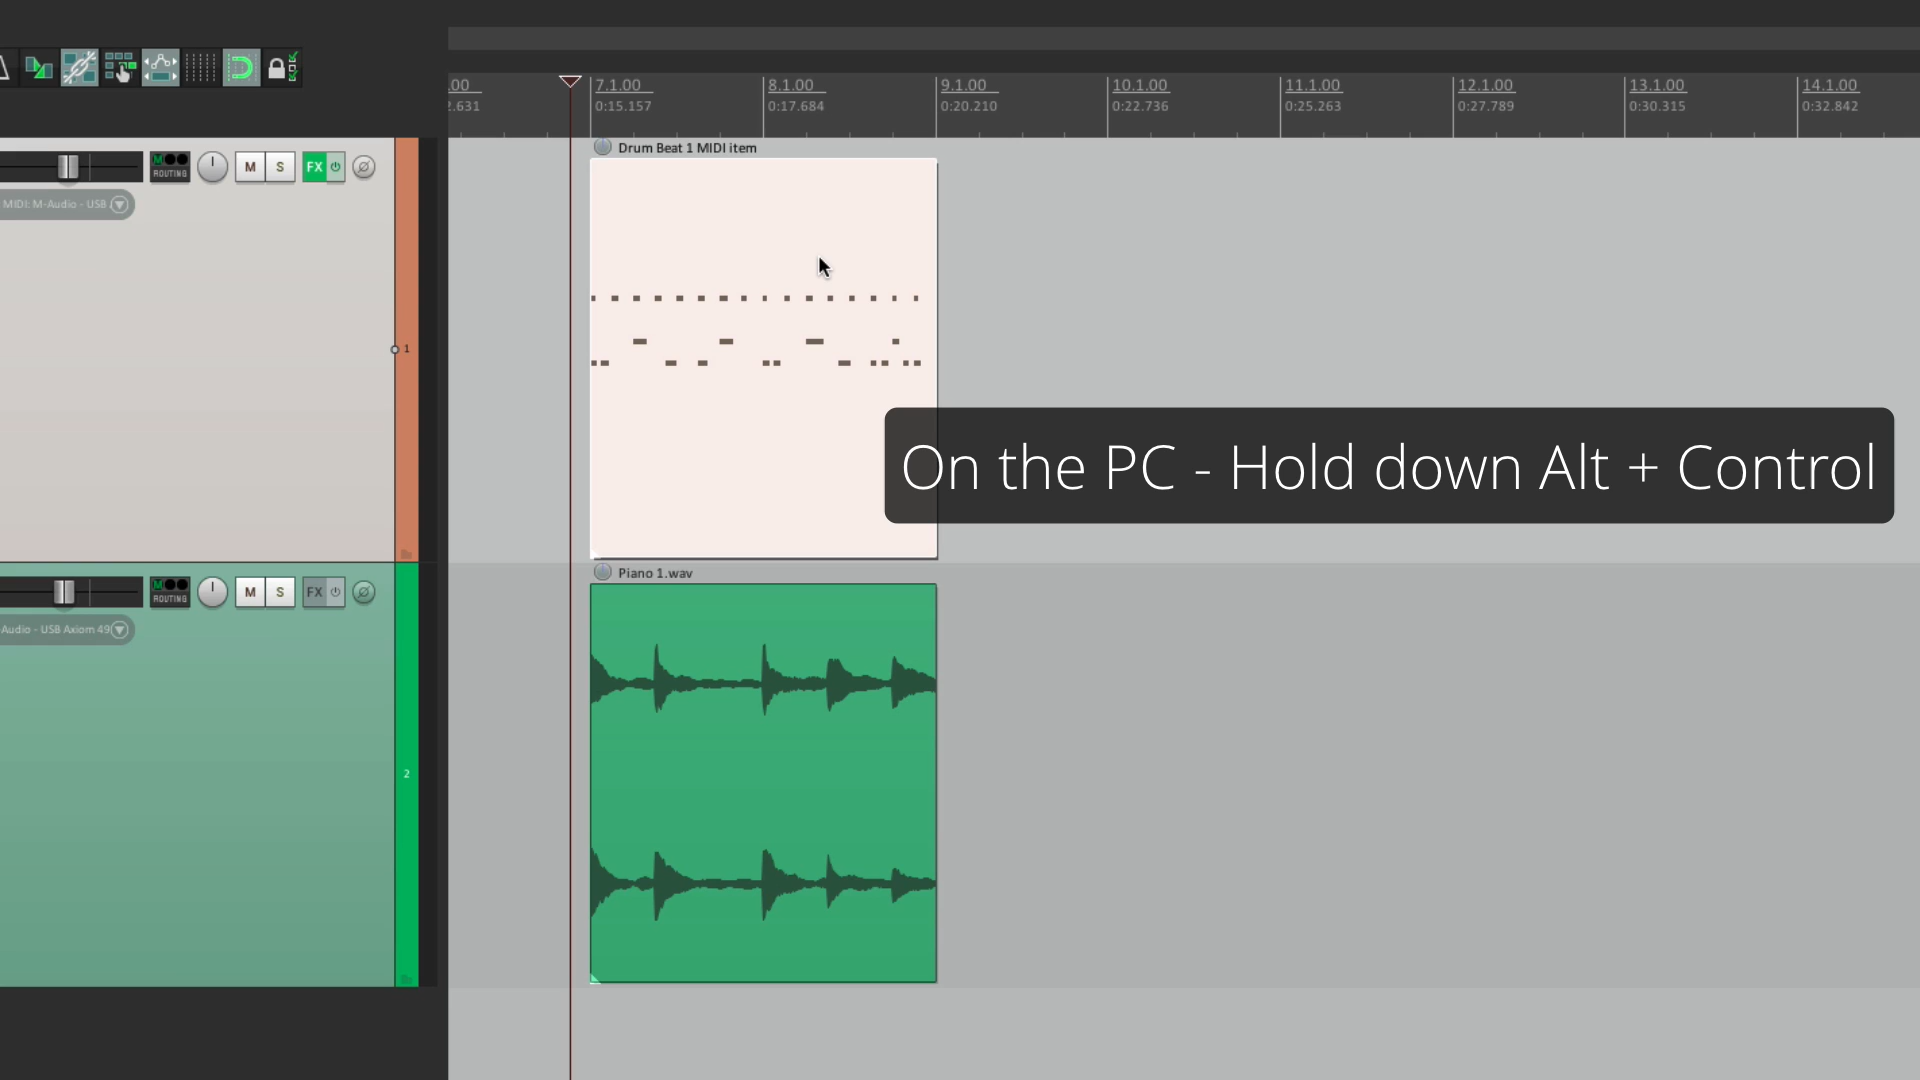 .00 7.1.00 8.1.00 9.1.00 10.1.00 11.1.00 12.1.00 13.1.00 14.1.00
2.631 0:15.157 0:17.684 0:20.210 0:22.736 0:25.263 0:27.789 0:30.315 0:32.842
Drum Beat 1 MIDI item
M ROUTING M S FX
MIDI: M-Audio - USB
1
On the PC - Hold down Alt + Control
Piano 1.wav
M ROUTING M S FX
Audio - USB Axiom 49
2